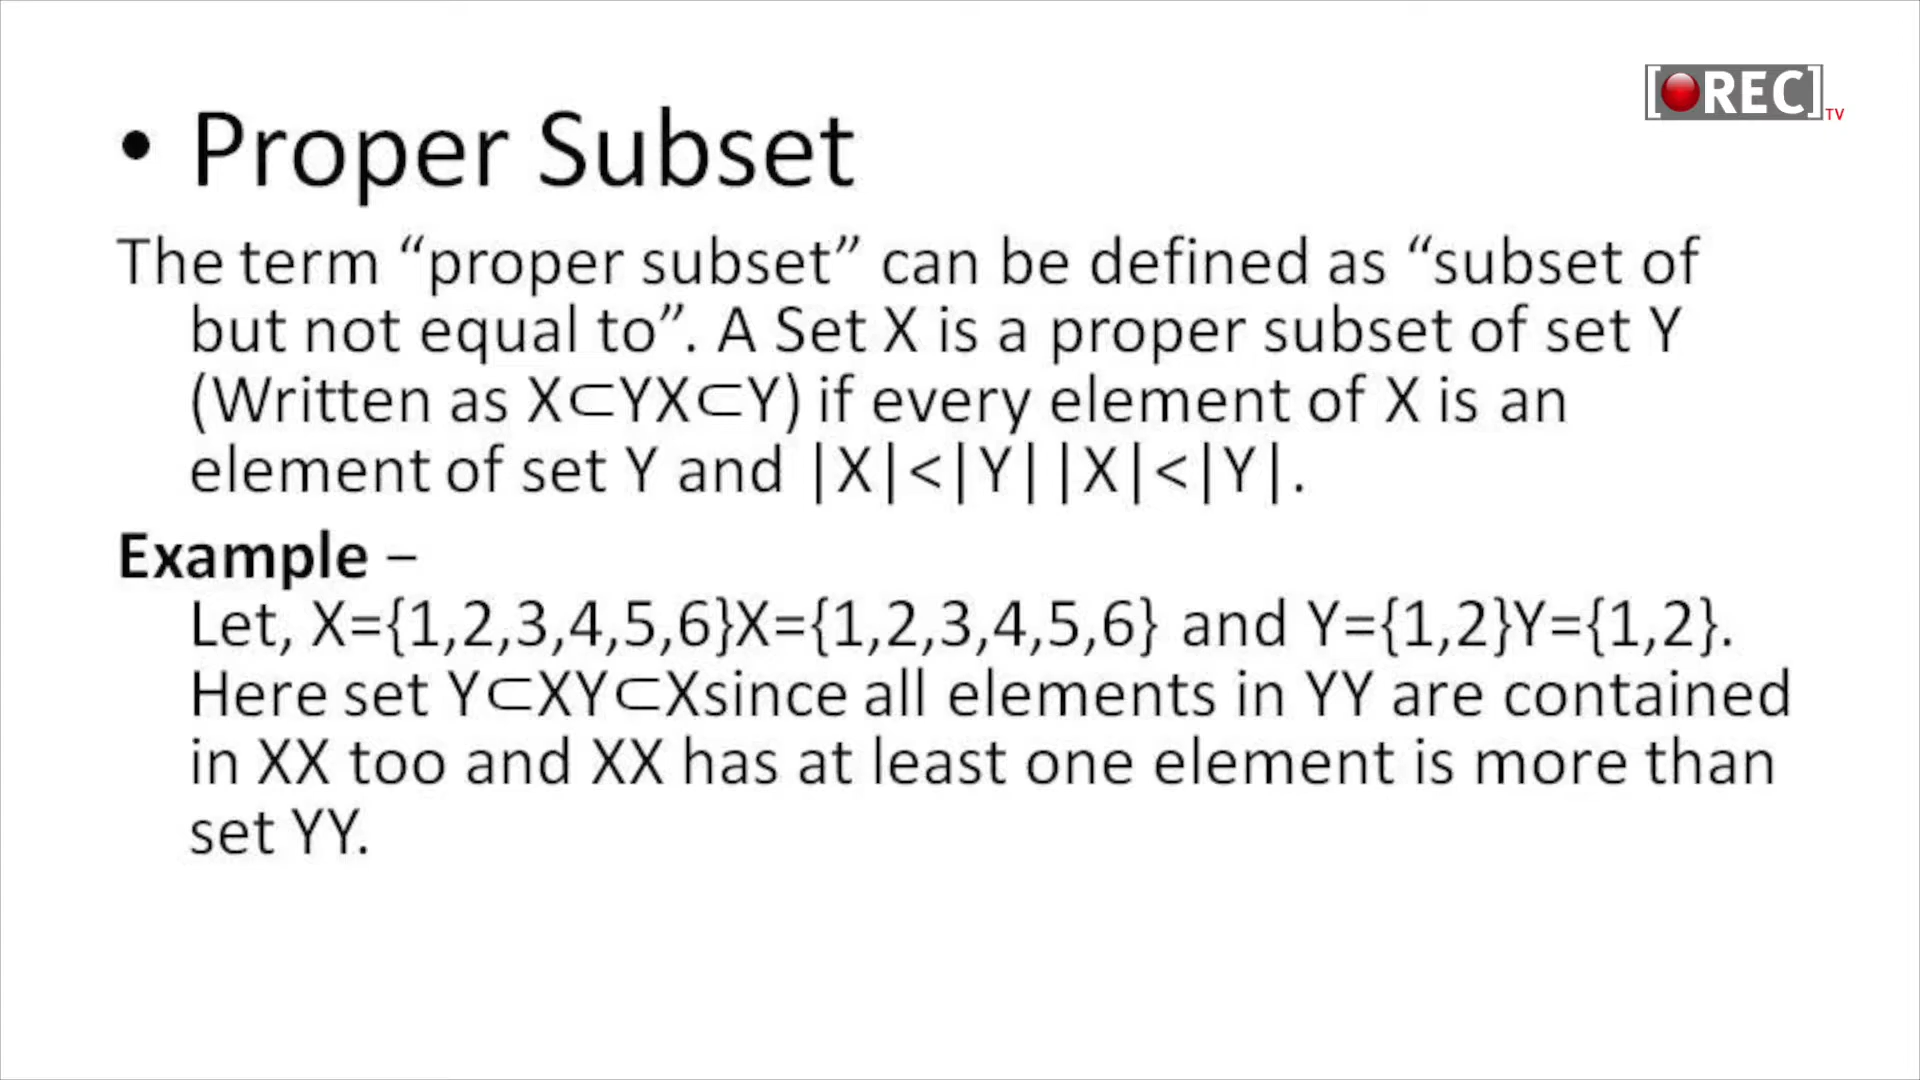 [REC]TV
• Proper Subset
The term “proper subset” can be defined as “subset of
but not equal to”. A Set X is a proper subset of set Y
(Written as X⊂YX⊂Y) if every element of X is an
element of set Y and |X|<|Y||X|<|Y|.
Example –
Let, X={1,2,3,4,5,6}X={1,2,3,4,5,6} and Y={1,2}Y={1,2}.
Here set Y⊂XY⊂Xsince all elements in YY are contained
in XX too and XX has at least one element is more than
set YY.